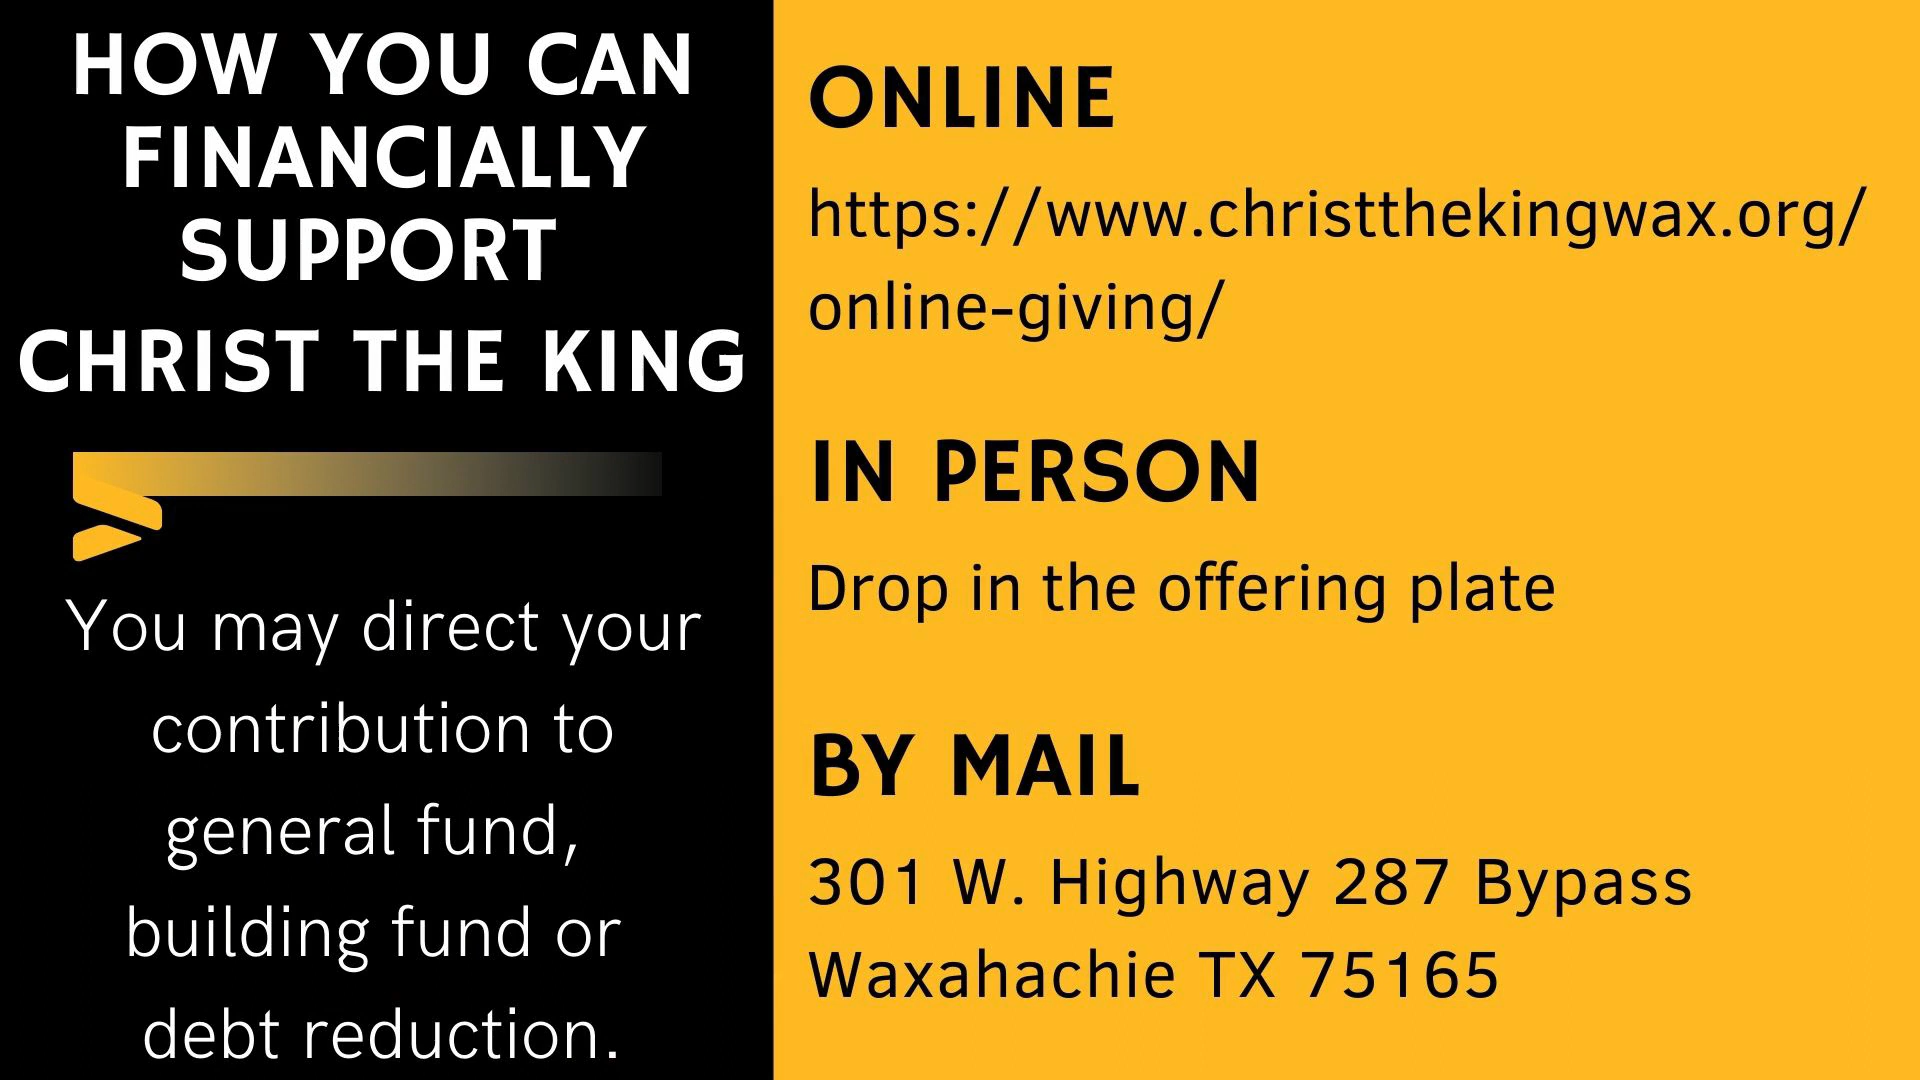 HOW YOU CAN
FINANCIALLY
SUPPORT
CHRIST THE KING
You may direct your
contribution to
general fund,
building fund or
debt reduction.
ONLINE
https://www.christthekingwax.org/
online-giving/
IN PERSON
Drop in the offering plate
BY MAIL
301 W. Highway 287 Bypass
Waxahachie TX 75165